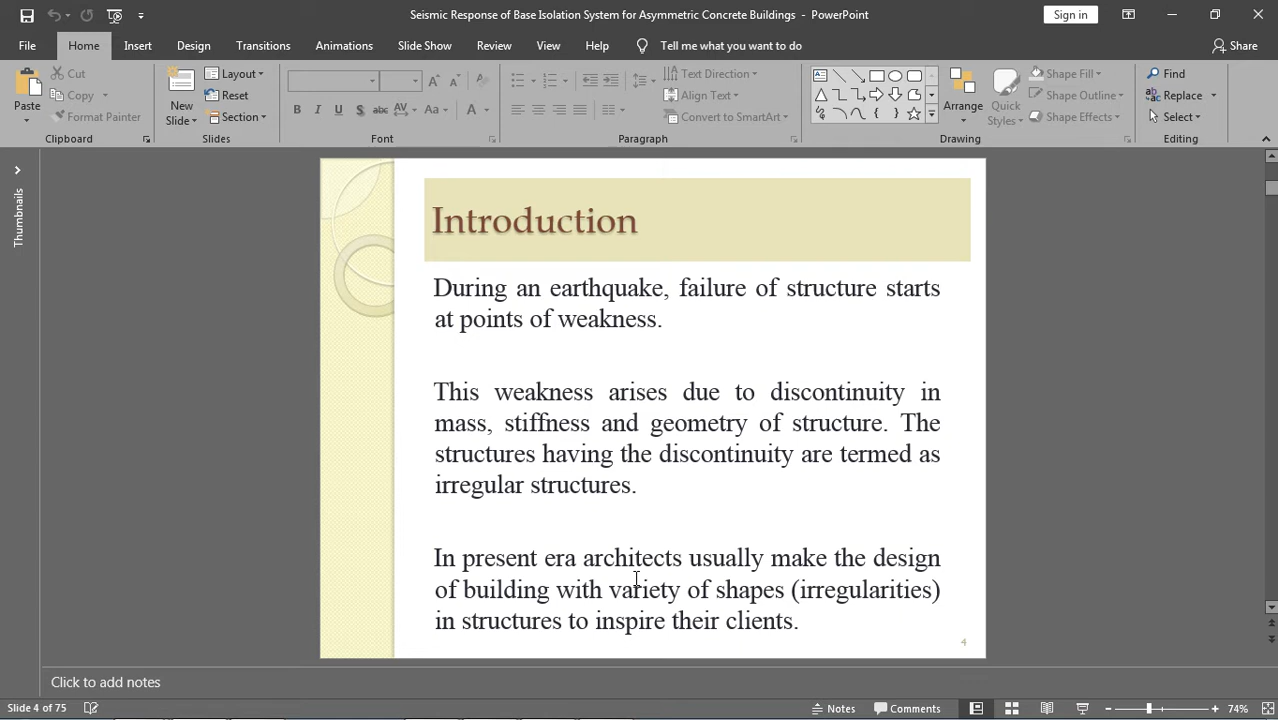 Seismic Response of Base Isolation System for Asymmetric Concrete Buildings - PowerPoint
Sign in
File Home Insert Design Transitions Animations Slide Show Review View Help Tell me what you want to do Share
Paste
Cut
Copy
Format Painter
Clipboard
New
Slide
Layout
Reset
Section
Slides
B I U S abc AV Aa A
Font
Text Direction
Align Text
Convert to SmartArt
Paragraph
Arrange
Quick
Styles
Shape Fill
Shape Outline
Shape Effects
Drawing
Find
Replace
Select
Editing
Thumbnails
Introduction
During an earthquake, failure of structure starts
at points of weakness.
This weakness arises due to discontinuity in
mass, stiffness and geometry of structure. The
structures having the discontinuity are termed as
irregular structures.
In present era architects usually make the design
of building with variety of shapes (irregularities)
in structures to inspire their clients.
4
Click to add notes
Slide 4 of 75 Notes Comments 74%